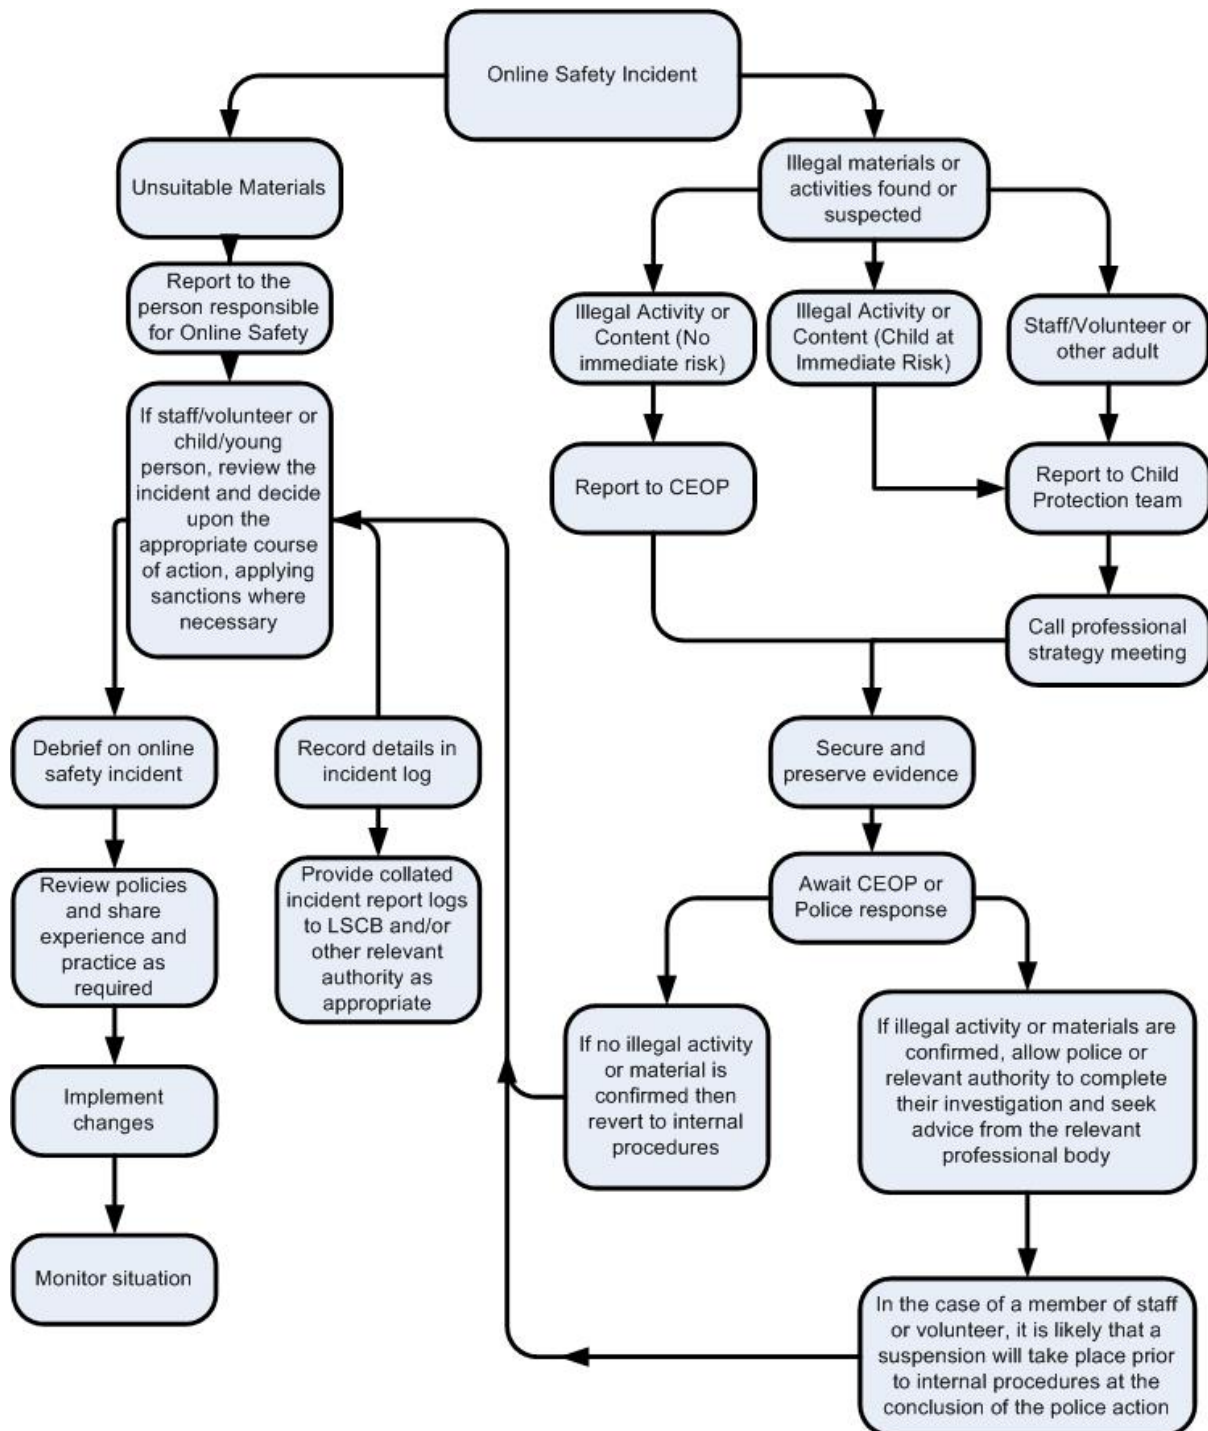 Online Safety Incident
Unsuitable Materials
Report to the
person responsible
for Online Safety
If staff/volunteer or
child/young
person, review the
incident and decide
upon the
appropriate course
of action, applying
sanctions where
necessary
Debrief on online
safety incident
Review policies
and share
experience and
practice as
required
Implement
changes
Monitor situation
Record details in
incident log
Provide collated
incident report logs
to LSCB and/or
other relevant
authority as
appropriate
Illegal materials or
activities found or
suspected
Illegal Activity or
Content (No
immediate risk)
Illegal Activity or
Content (Child at
Immediate Risk)
Staff/Volunteer or
other adult
Report to CEOP
Report to Child
Protection team
Call professional
strategy meeting
Secure and
preserve evidence
Await CEOP or
Police response
If no illegal activity
or material is
confirmed then
revert to internal
procedures
If illegal activity or materials are
confirmed, allow police or
relevant authority to complete
their investigation and seek
advice from the relevant
professional body
In the case of a member of staff
or volunteer, it is likely that a
suspension will take place prior
to internal procedures at the
conclusion of the police action